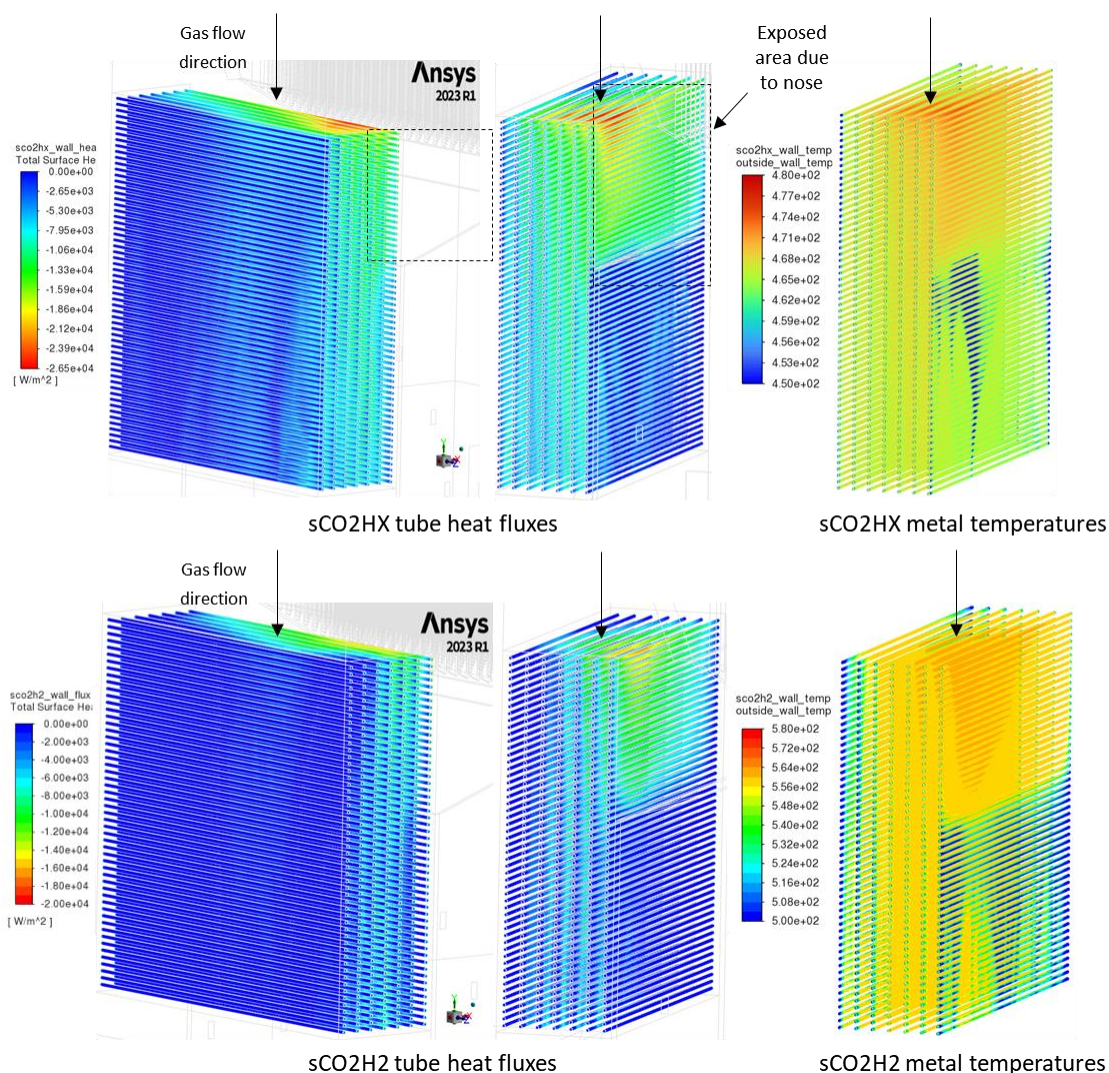 Gas flow
direction
Ansys
2023 R1
Exposed
area due
to nose
sco2hx_wall_hea
Total Surface He
0.00e+00
-2.65e+03
-5.30e+03
-7.95e+03
-1.06e+04
-1.33e+04
-1.59e+04
-1.86e+04
-2.12e+04
-2.39e+04
-2.65e+04
[ W/m^2 ]
sco2hx_wall_temp
outside_wall_temp
4.80e+02
4.77e+02
4.74e+02
4.71e+02
4.68e+02
4.65e+02
4.62e+02
4.59e+02
4.56e+02
4.53e+02
4.50e+02
sCO2HX tube heat fluxes
sCO2HX metal temperatures
Gas flow
direction
Ansys
2023 R1
sco2h2_wall_flux
Total Surface Hea
0.00e+00
-2.00e+03
-4.00e+03
-6.00e+03
-8.00e+03
-1.00e+04
-1.20e+04
-1.40e+04
-1.60e+04
-1.80e+04
-2.00e+04
[ W/m^2 ]
sco2h2_wall_temp
outside_wall_temp
5.80e+02
5.72e+02
5.64e+02
5.56e+02
5.48e+02
5.40e+02
5.32e+02
5.24e+02
5.16e+02
5.08e+02
5.00e+02
sCO2H2 tube heat fluxes
sCO2H2 metal temperatures